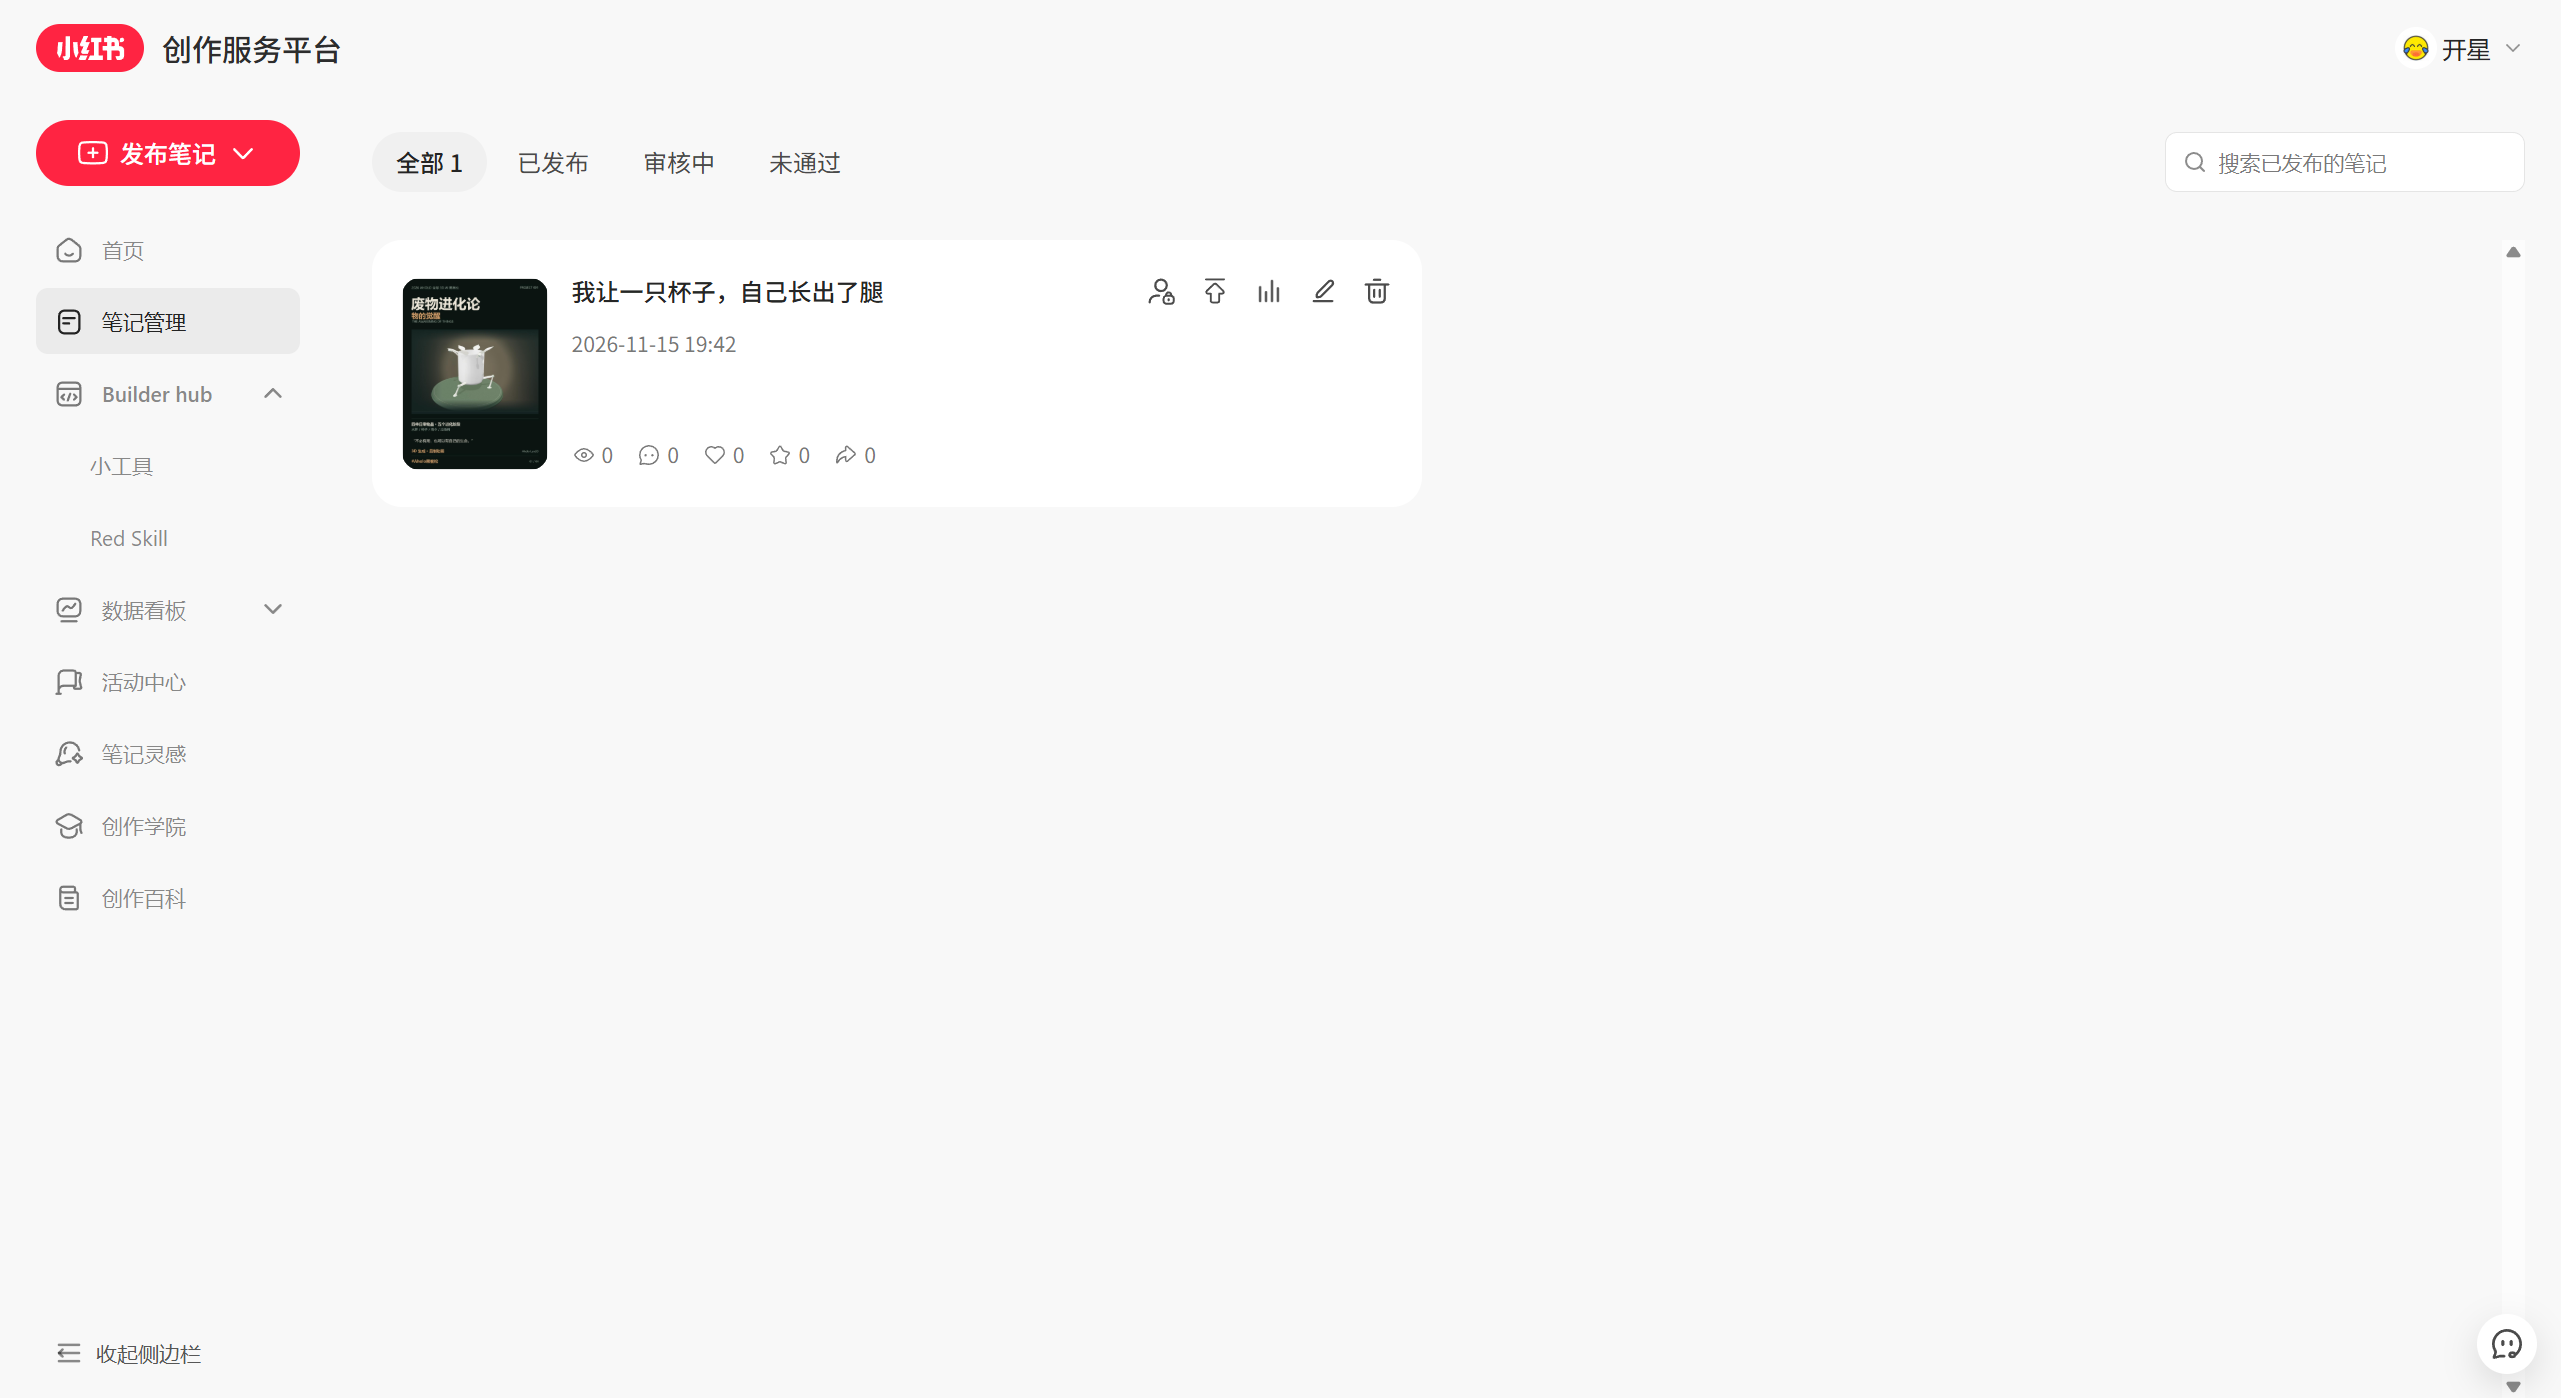 小红书 创作服务平台
开星
发布笔记
全部 1 已发布 审核中 未通过
搜索已发布的笔记
首页
笔记管理
Builder hub
小工具
Red Skill
数据看板
活动中心
笔记灵感
创作学院
创作百科
收起侧边栏
废物进化论
物的觉醒
我让一只杯子，自己长出了腿
2026-11-15 19:42
0 0 0 0 0